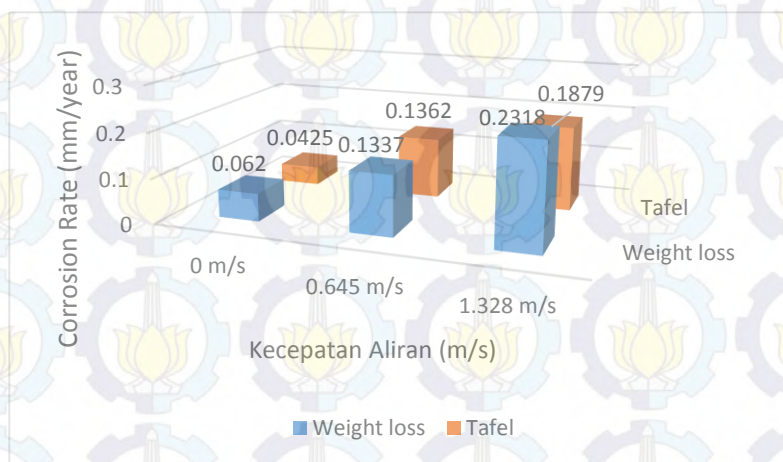 Corrosion Rate (mm/year)
0.3
0.2
0.1
0
0.062
0.0425
0.1337
0.1362
0.2318
0.1879
Tafel
Weight loss
0 m/s
0.645 m/s
1.328 m/s
Kecepatan Aliran (m/s)
Weight loss Tafel